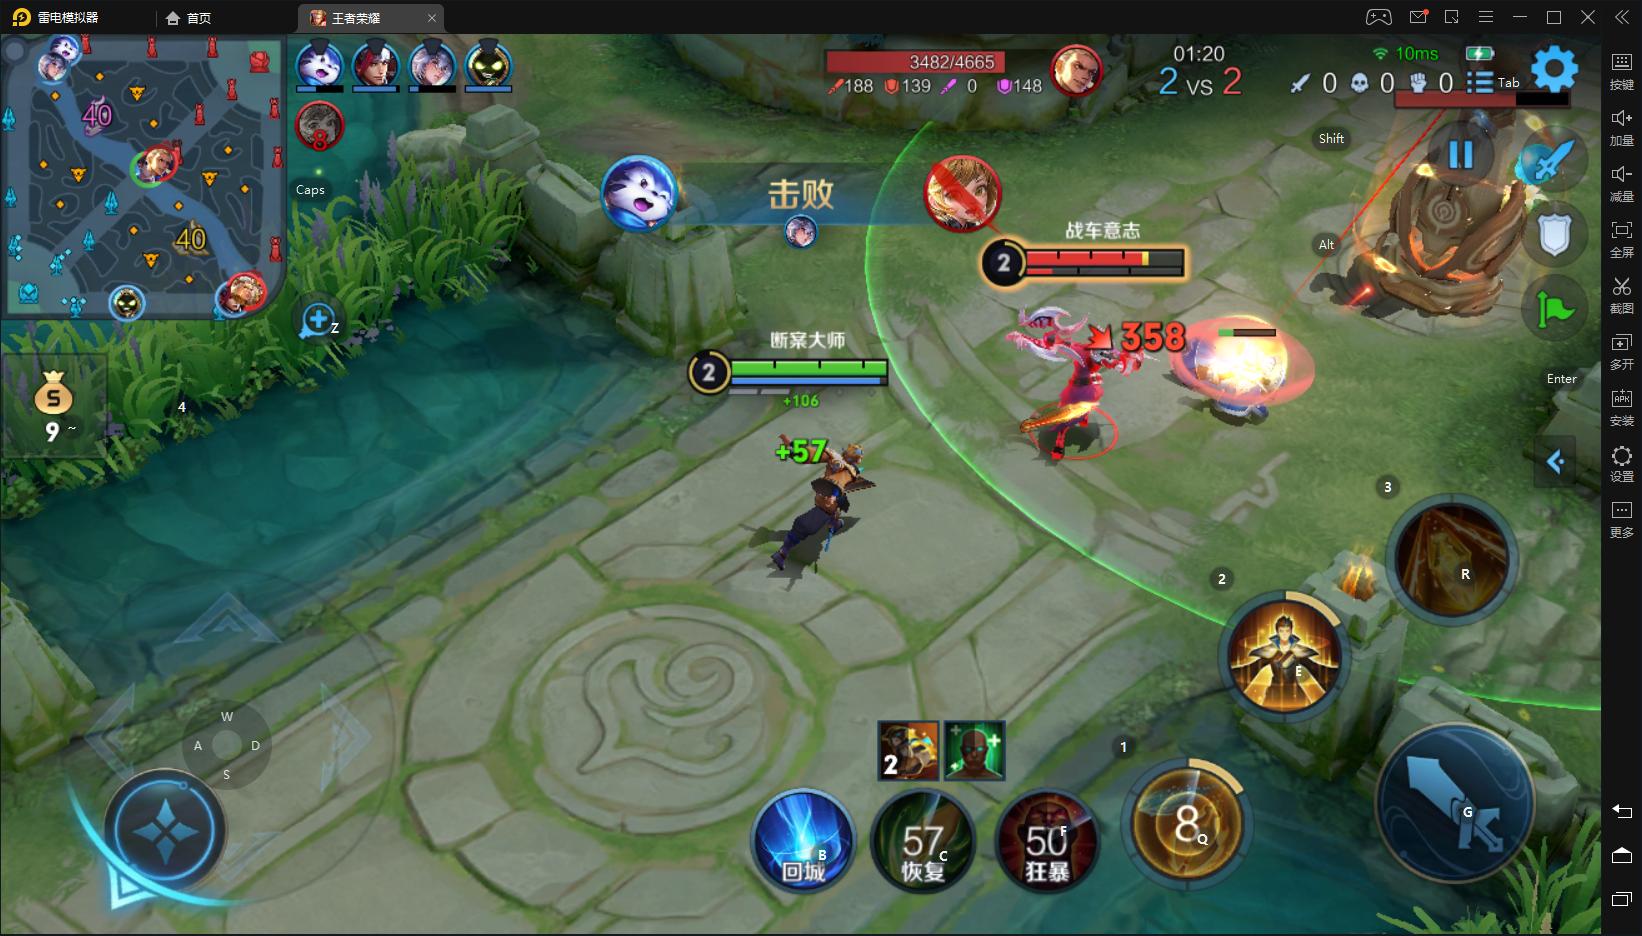 雷电模拟器
首页
王者荣耀
3482/4665
188 139 0 148
01:20
2 VS 2
10ms
0 0 0 Tab
按键
加量
减量
全屏
截图
多开
安装
设置
更多
APK
40
40
8
Caps
Z
Shift
Alt
Enter
击败
战车意志
2
358
断案大师
2
+106
+57
S
9 ~
4
3
R
2
E
1
8
Q
G
W
A D
S
2
B
回城
57
C
恢复
50
F
狂暴